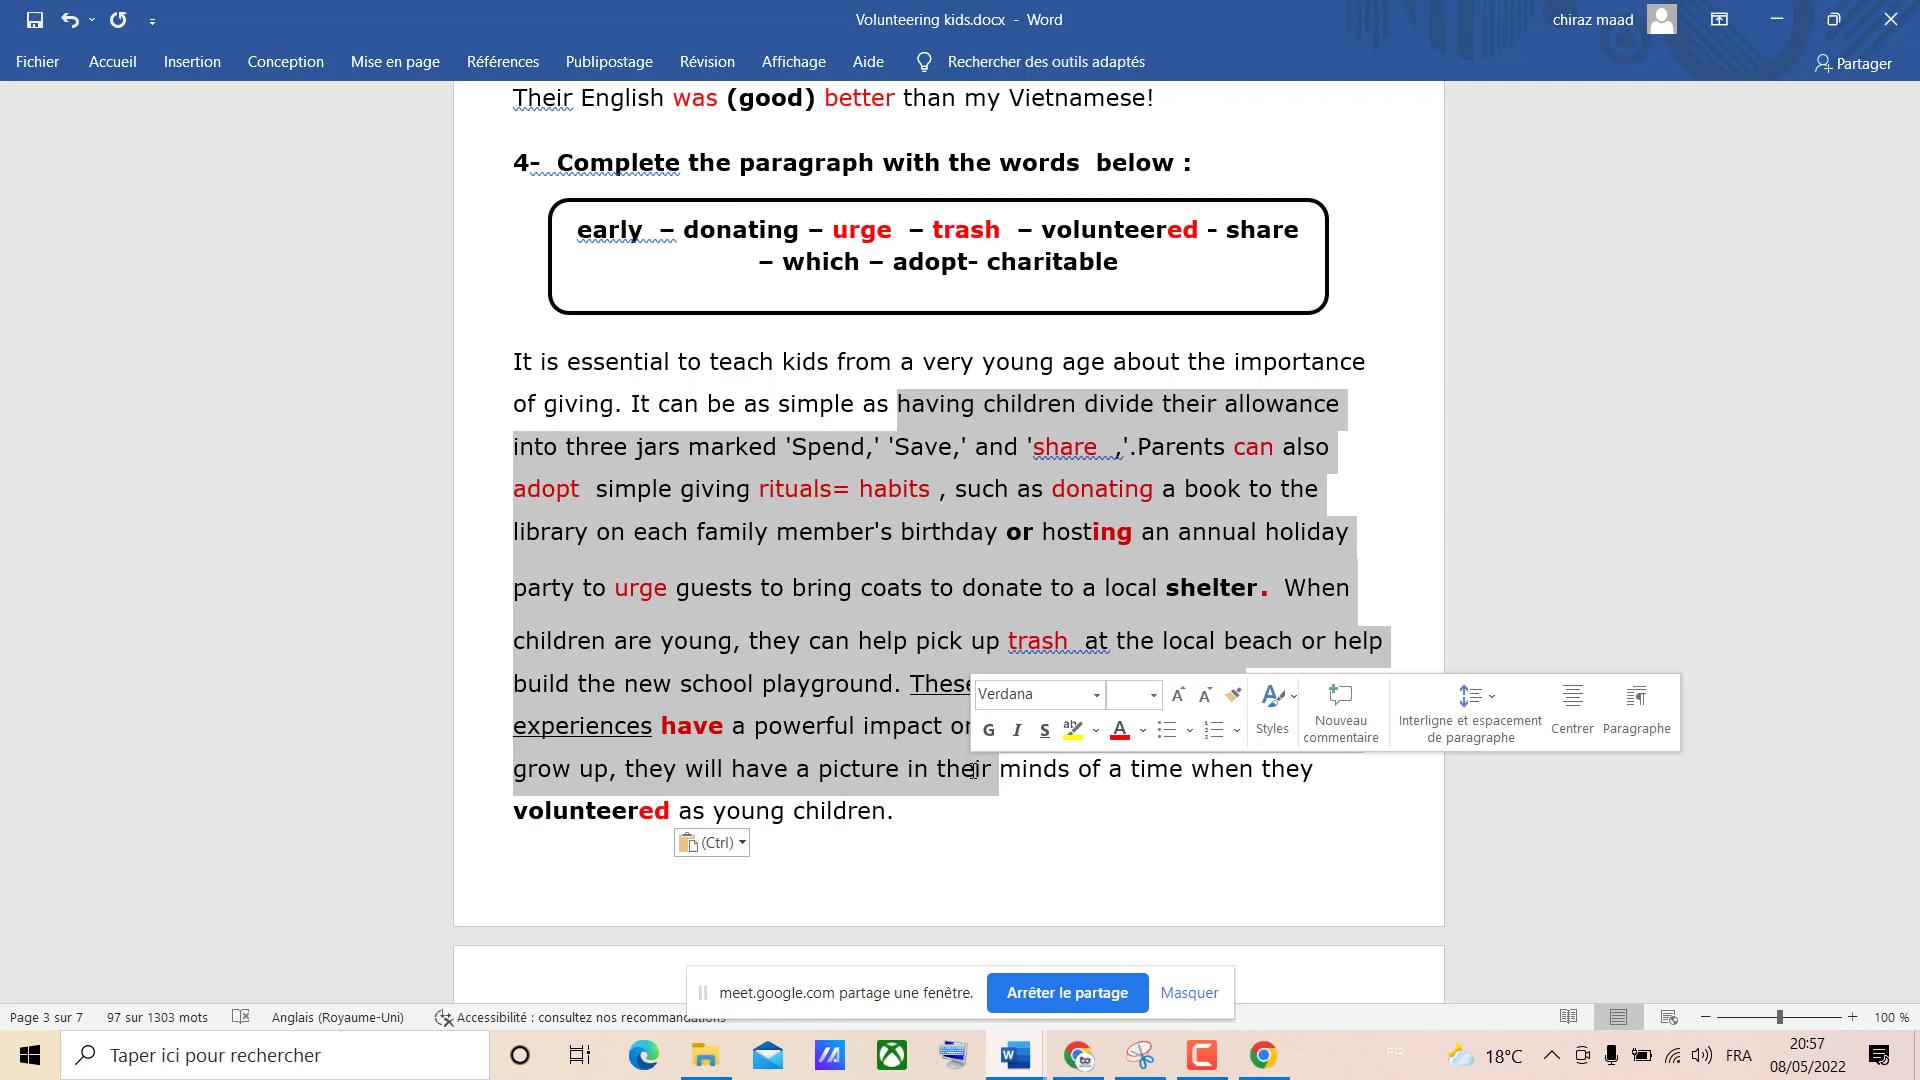 Volunteering kids.docx - Word
chiraz maad
Fichier Accueil Insertion Conception Mise en page Références Publipostage Révision Affichage Aide Rechercher des outils adaptés
Partager
Their English was (good) better than my Vietnamese!
4- Complete the paragraph with the words below :
early – donating – urge – trash – volunteered - share
– which – adopt- charitable
It is essential to teach kids from a very young age about the importance
of giving. It can be as simple as having children divide their allowance
into three jars marked 'Spend,' 'Save,' and 'share ,'.Parents can also
adopt simple giving rituals= habits , such as donating a book to the
library on each family member's birthday or hosting an annual holiday
party to urge guests to bring coats to donate to a local shelter. When
children are young, they can help pick up trash at the local beach or help
build the new school playground. These
experiences have a powerful impact on
grow up, they will have a picture in their minds of a time when they
volunteered as young children.
Verdana
Styles
Nouveau commentaire
Interligne et espacement de paragraphe
Centrer
Paragraphe
G I S
(Ctrl)
meet.google.com partage une fenêtre. Arrêter le partage Masquer
Page 3 sur 7 97 sur 1303 mots Anglais (Royaume-Uni) Accessibilité : consultez nos recommandations
100 %
Taper ici pour rechercher
18°C FRA
20:57
08/05/2022